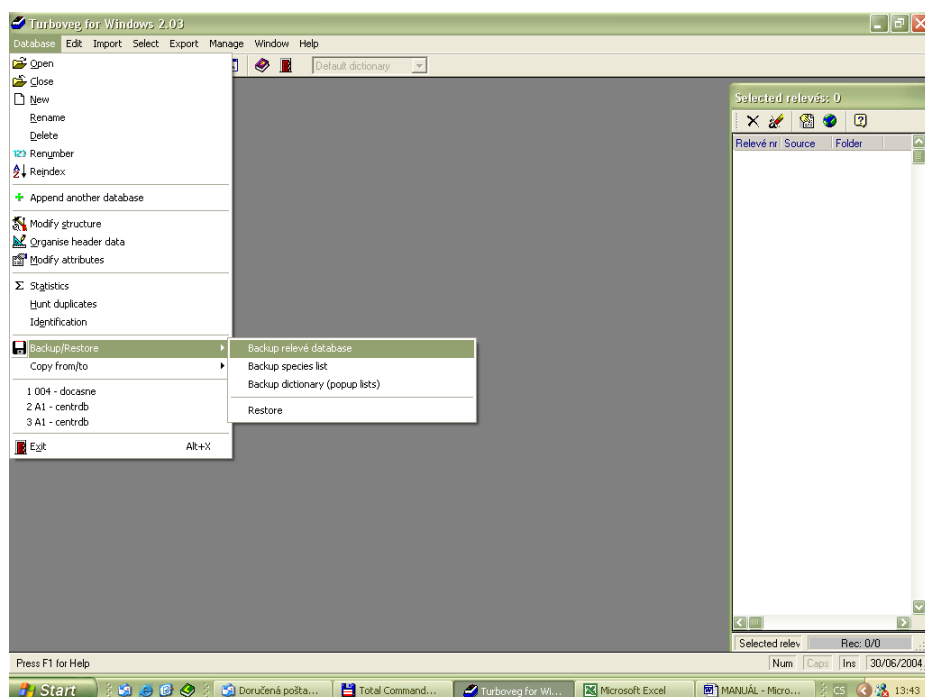 Turboveg for Windows 2.03
Database Edit Import Select Export Manage Window Help
Default dictionary
Open
Close
New
Rename
Delete
Renumber
Reindex
Append another database
Modify structure
Organise header data
Modify attributes
Statistics
Hunt duplicates
Identification
Backup/Restore
Copy from/to
1 004 - docasne
2 A1 - centrdb
3 A1 - centrdb
Exit Alt+X
Backup relevé database
Backup species list
Backup dictionary (popup lists)
Restore
Selected relevés: 0
Relevé nr Source Folder
Selected relev Rec: 0/0
Press F1 for Help Num Caps Ins 30/06/2004
Start Doručená pošta... Total Command... Turboveg for Wi... Microsoft Excel MANUÁL - Micro... CS 13:43